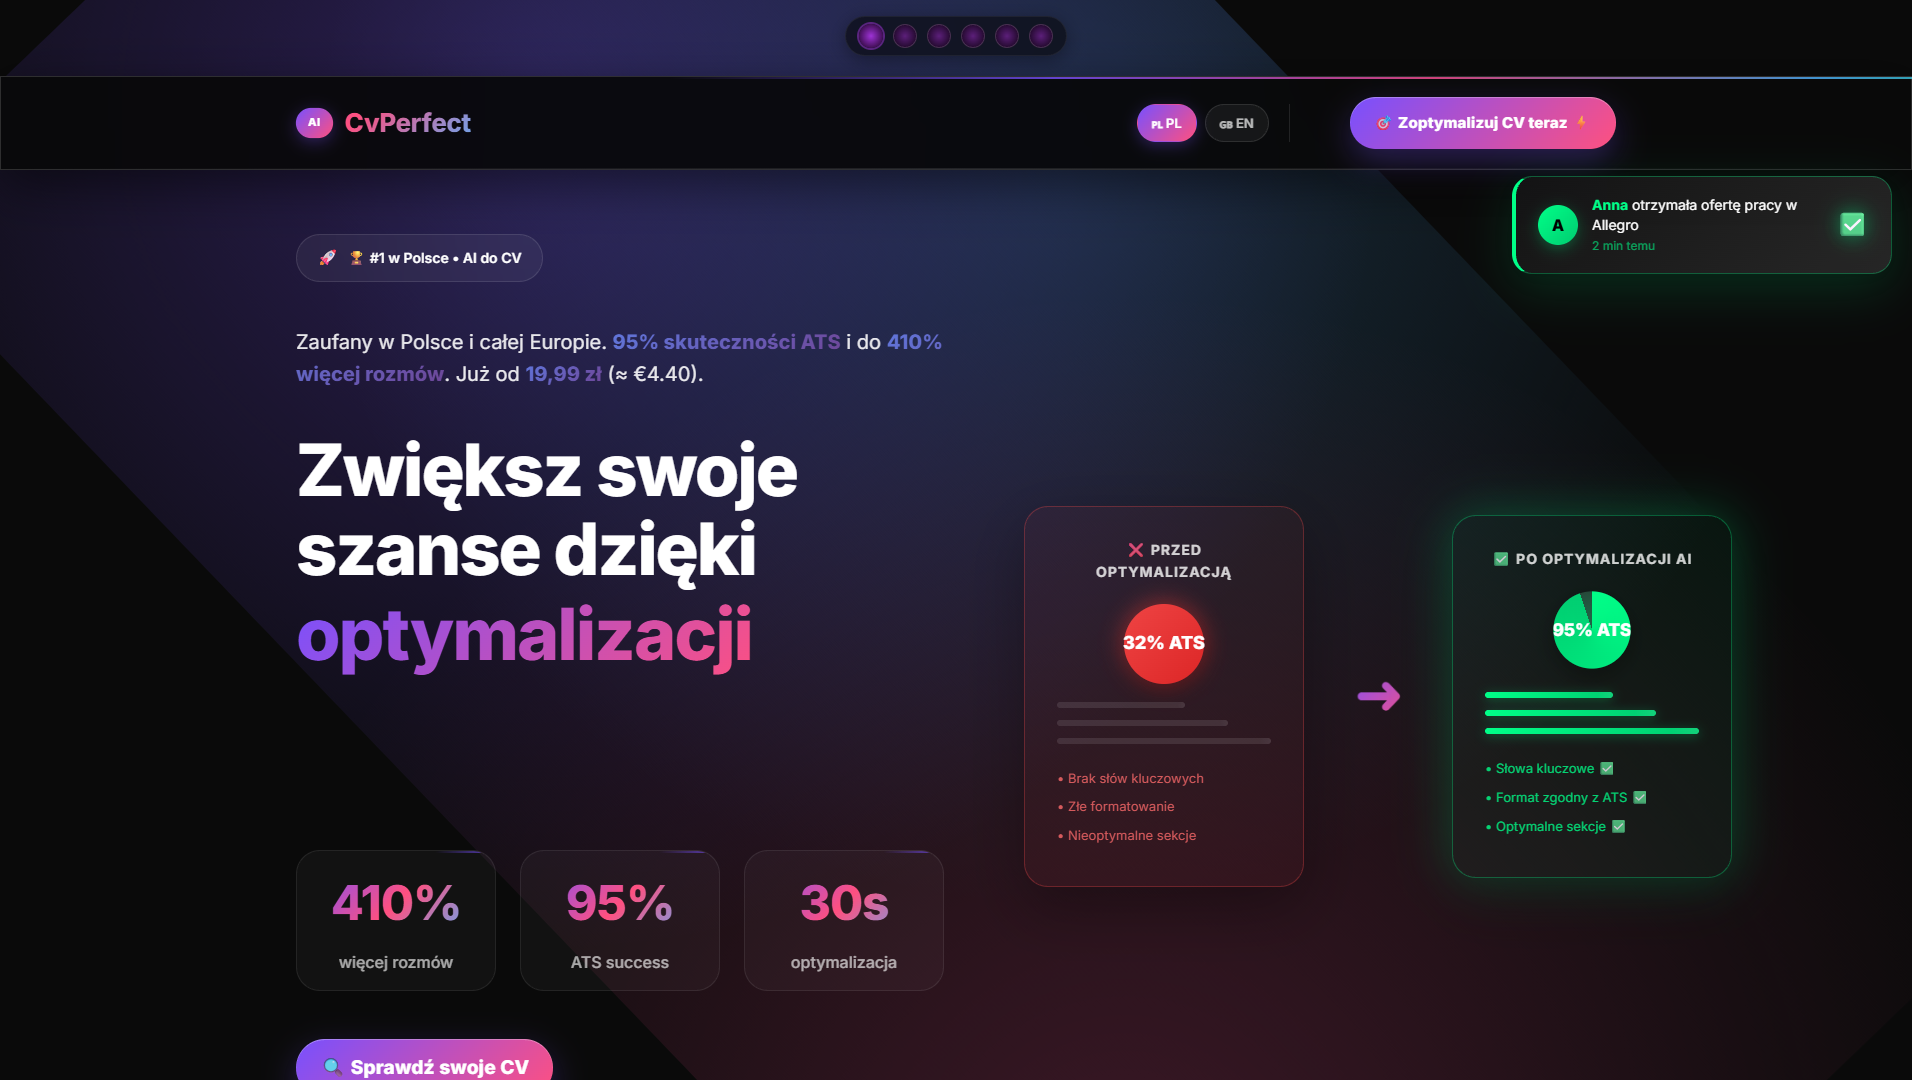 AI CvPerfect
PL PL
GB EN
🎯 Zoptymalizuj CV teraz
Anna otrzymała ofertę pracy w
Allegro
2 min temu
A
🚀 🏆 #1 w Polsce • AI do CV
Zaufany w Polsce i całej Europie. 95% skuteczności ATS i do 410%
więcej rozmów. Już od 19,99 zł (≈ €4.40).
Zwiększ swoje
szanse dzięki
optymalizacji
❌ PRZED
OPTYMALIZACJĄ
32% ATS
• Brak słów kluczowych
• Złe formatowanie
• Nieoptymalne sekcje
➜
✅ PO OPTYMALIZACJI AI
95% ATS
• Słowa kluczowe ✅
• Format zgodny z ATS ✅
• Optymalne sekcje ✅
410%
więcej rozmów
95%
ATS success
30s
optymalizacja
🔍 Sprawdź swoje CV